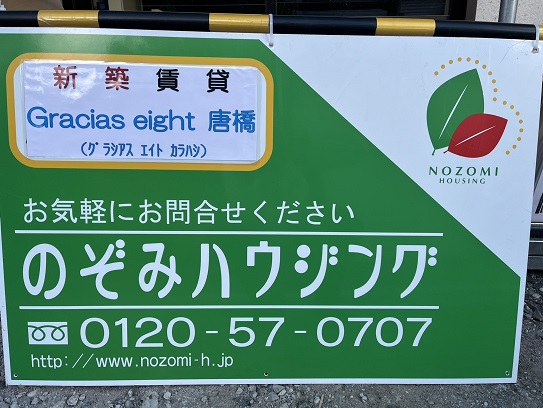 新築賃貸
Gracias eight 唐橋
(グラシアス エイト カラハシ)
NOZOMI
HOUSING
お気軽にお問合せください
のぞみハウジング
0120-57-0707
http://www.nozomi-h.jp